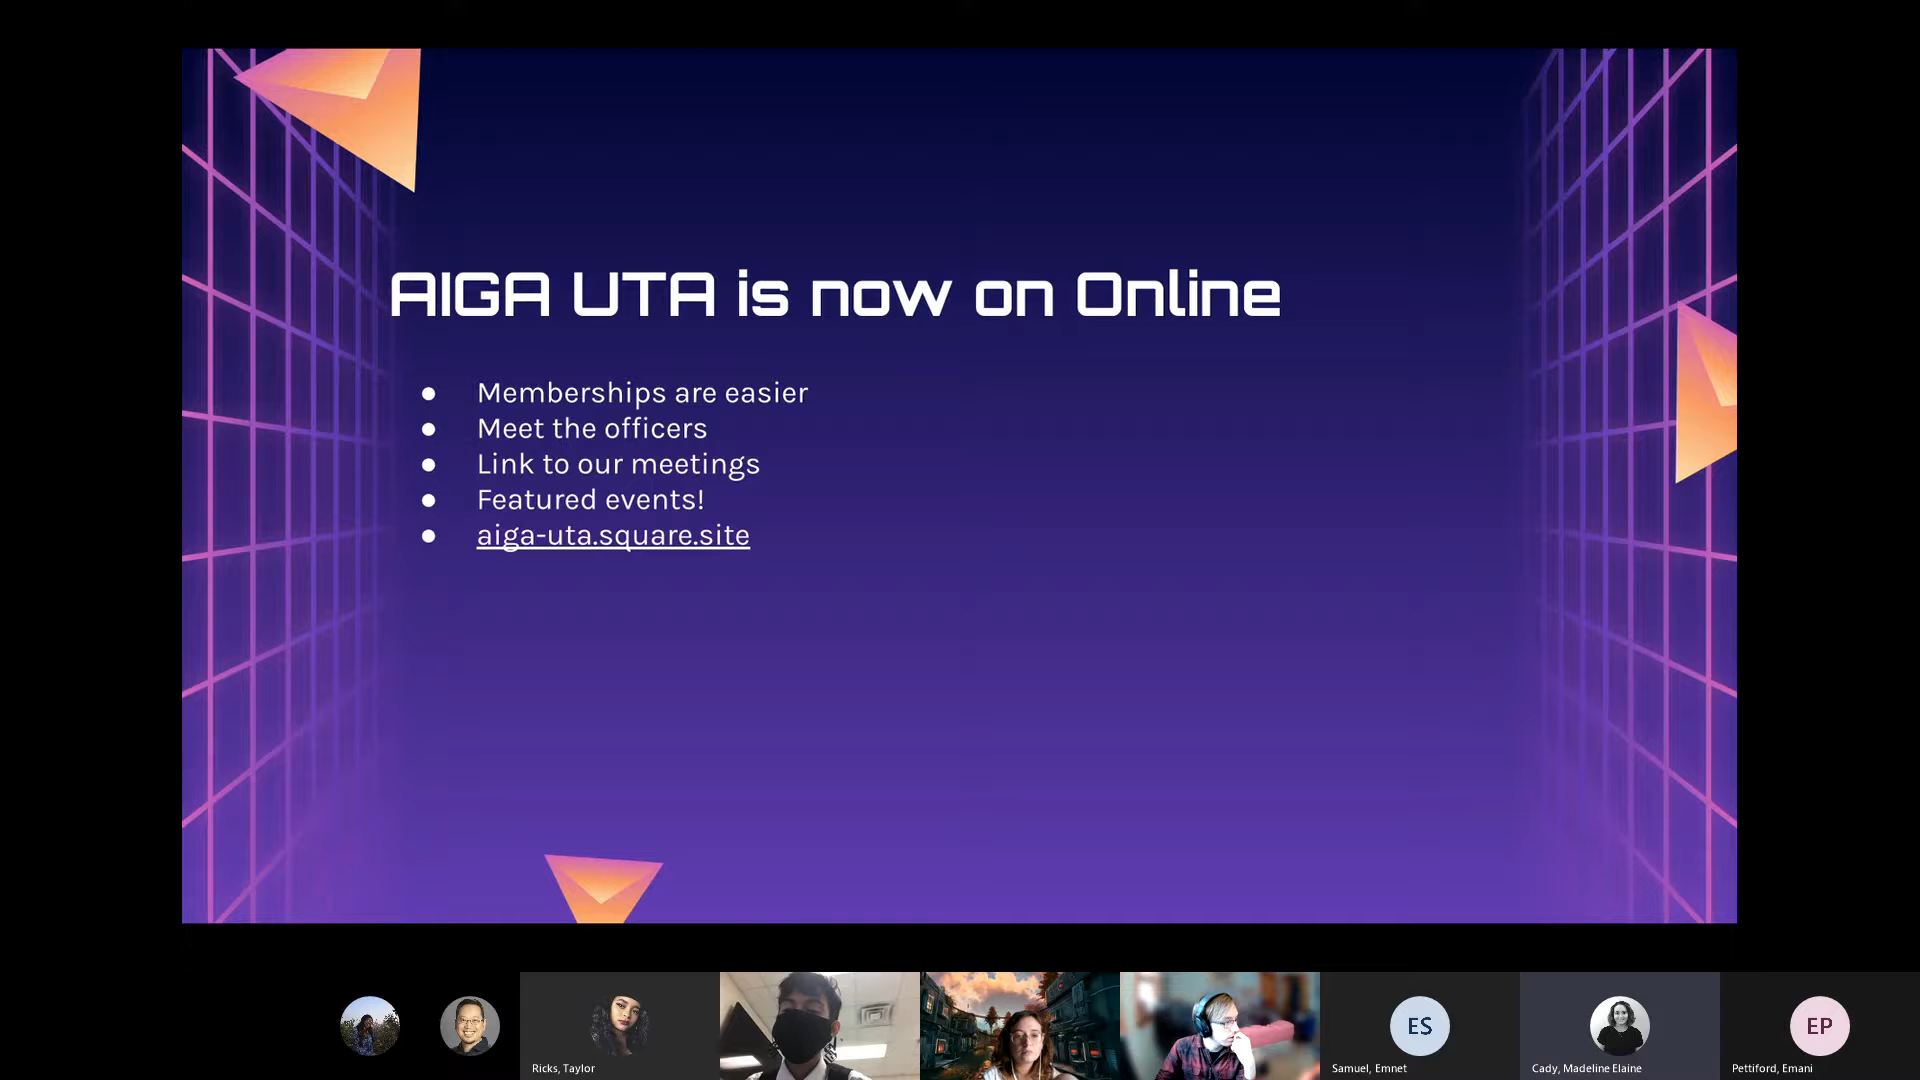 AIGA UTA is now on Online
● Memberships are easier
● Meet the officers
● Link to our meetings
● Featured events!
● aiga-uta.square.site
Ricks, Taylor
ES
Samuel, Emnet
Cady, Madeline Elaine
EP
Pettiford, Emani